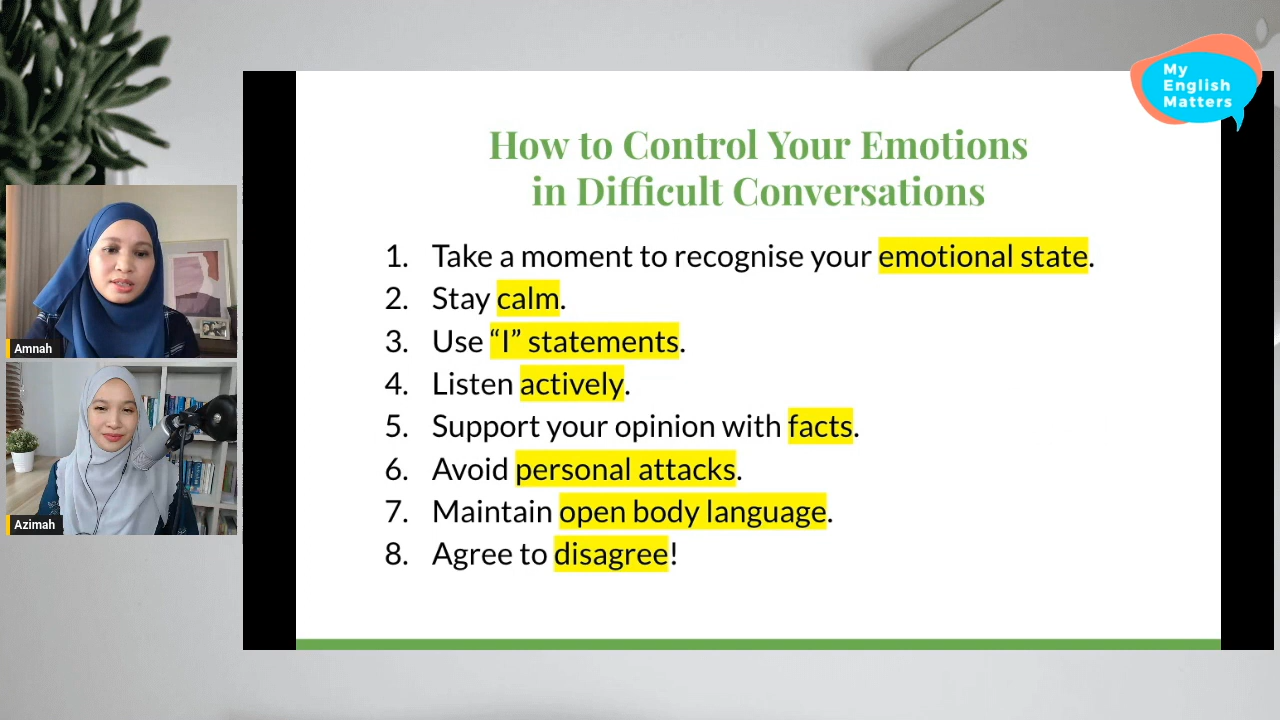 My
English
Matters
How to Control Your Emotions
in Difficult Conversations
1. Take a moment to recognise your emotional state.
2. Stay calm.
3. Use “I” statements.
4. Listen actively.
5. Support your opinion with facts.
6. Avoid personal attacks.
7. Maintain open body language.
8. Agree to disagree!
Amnah
Azimah